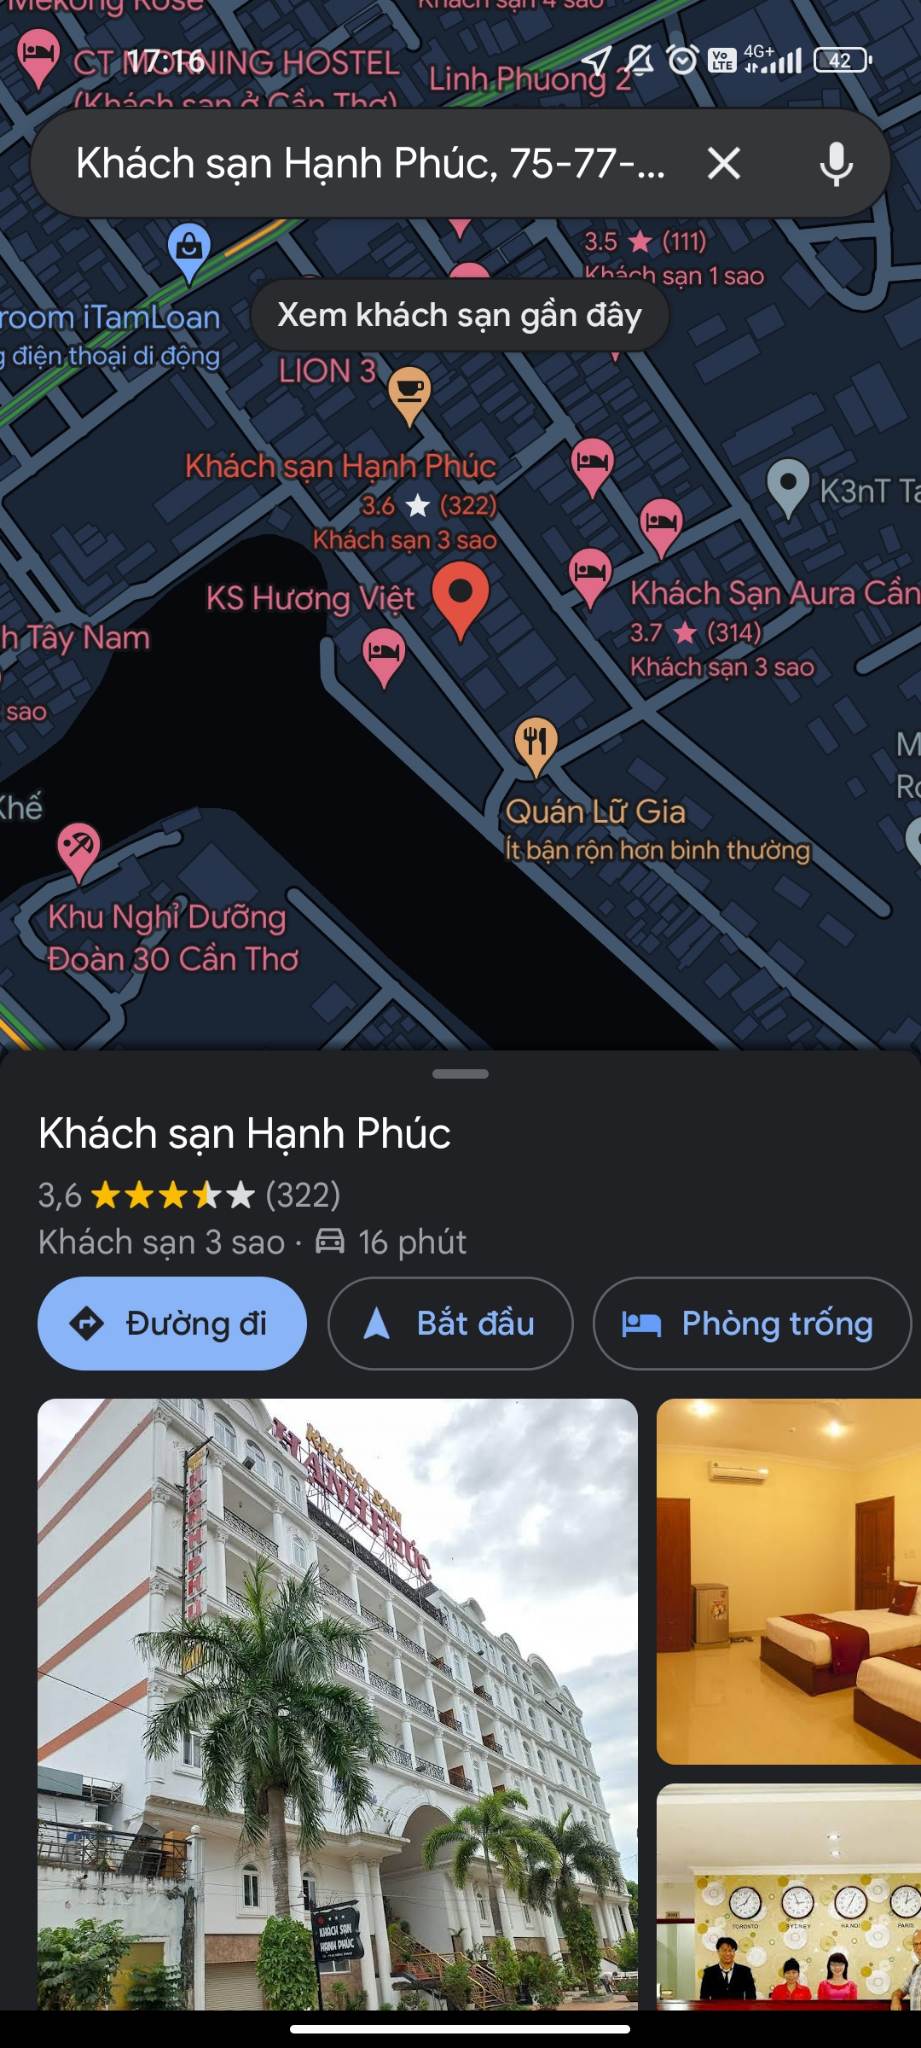 Mekong Rose
Khách sạn 4 sao
17:16
CT MORNING HOSTEL
(Khách sạn ở Cần Thơ)
Linh Phuong 2
Vo LTE
4G+
42
Khách sạn Hạnh Phúc, 75-77-...
3.5 ★ (111)
Khách sạn 1 sao
room iTamLoan
điện thoại di động
Xem khách sạn gần đây
LION 3
Khách sạn Hạnh Phúc
3.6 ★ (322)
Khách sạn 3 sao
K3nT Ta
KS Hương Việt
Khách Sạn Aura Cần
3.7 ★ (314)
Khách sạn 3 sao
h Tây Nam
sao
Quán Lữ Gia
Ít bận rộn hơn bình thường
Khế
M
Ro
Khu Nghỉ Dưỡng
Đoàn 30 Cần Thơ
Khách sạn Hạnh Phúc
3,6 ★★★★★ (322)
Khách sạn 3 sao · 16 phút
Đường đi
Bắt đầu
Phòng trống
KHÁCH SẠN
HẠNH PHÚC
KHÁCH SẠN
HẠNH PHÚC
TORONTO SYDNEY HANOI PARIS